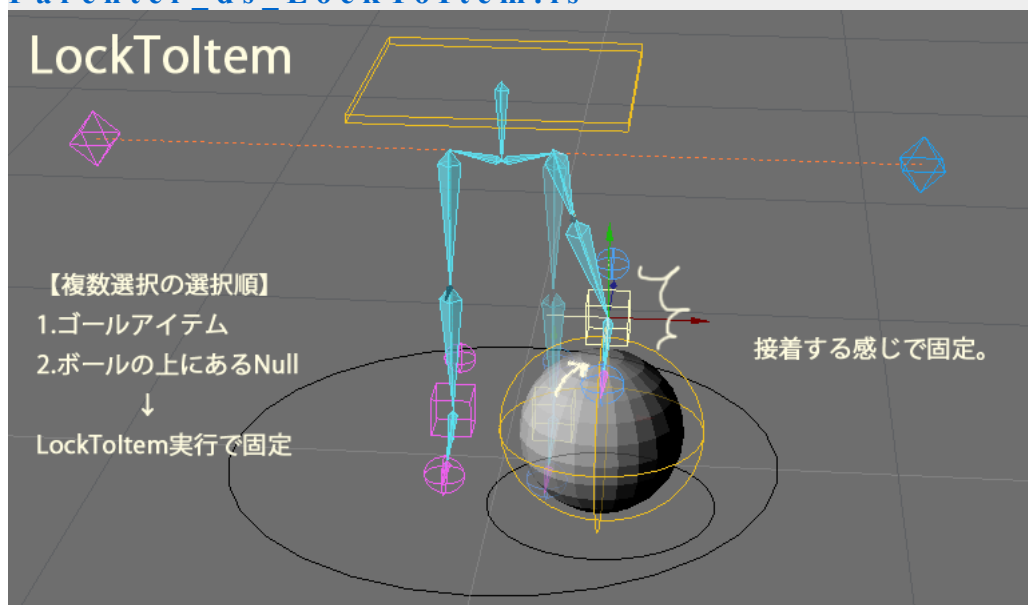 Parenter_ds_LockToItem.rs
LockToItem
【複数選択の選択順】
1.ゴールアイテム
2.ボールの上にあるNull
↓
LockToItem実行で固定
接着する感じで固定。